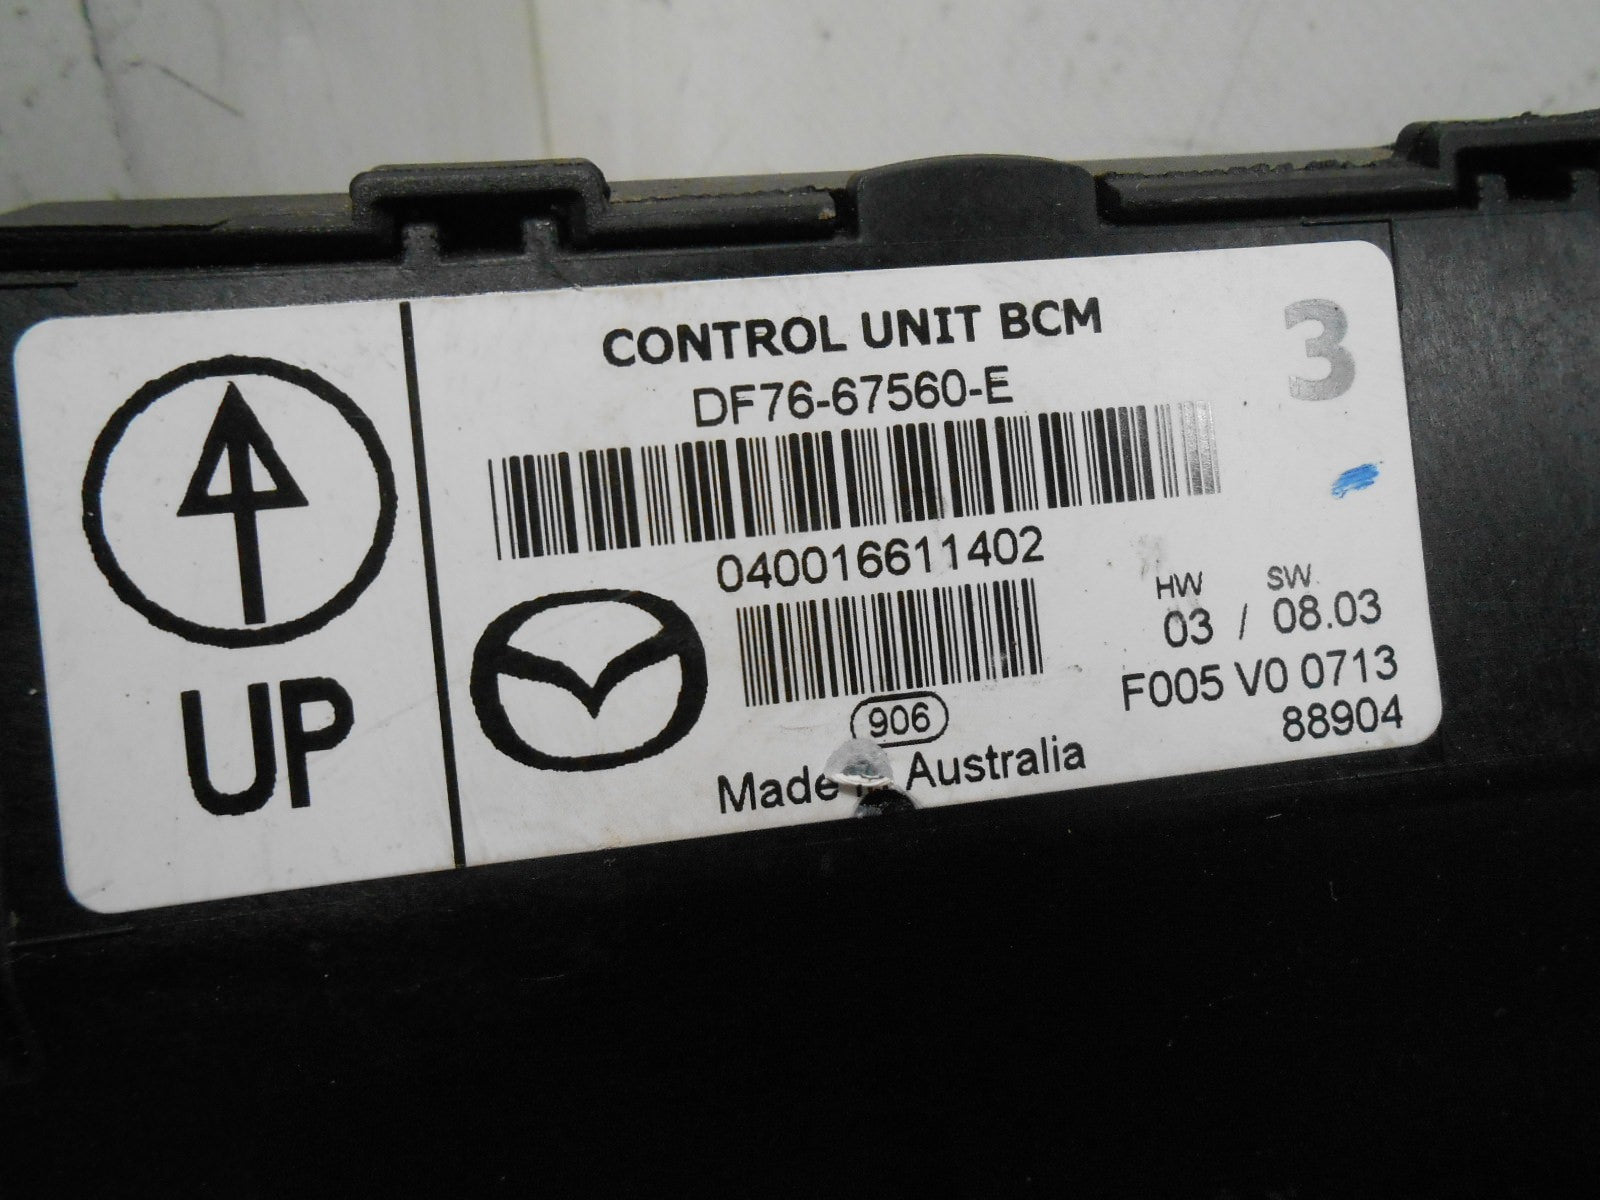 CONTROL UNIT BCM
3
DF76-67560-E
040016611402
HW SW
03 / 08.03
F005 V0 0713
88904
906
Made Australia
UP